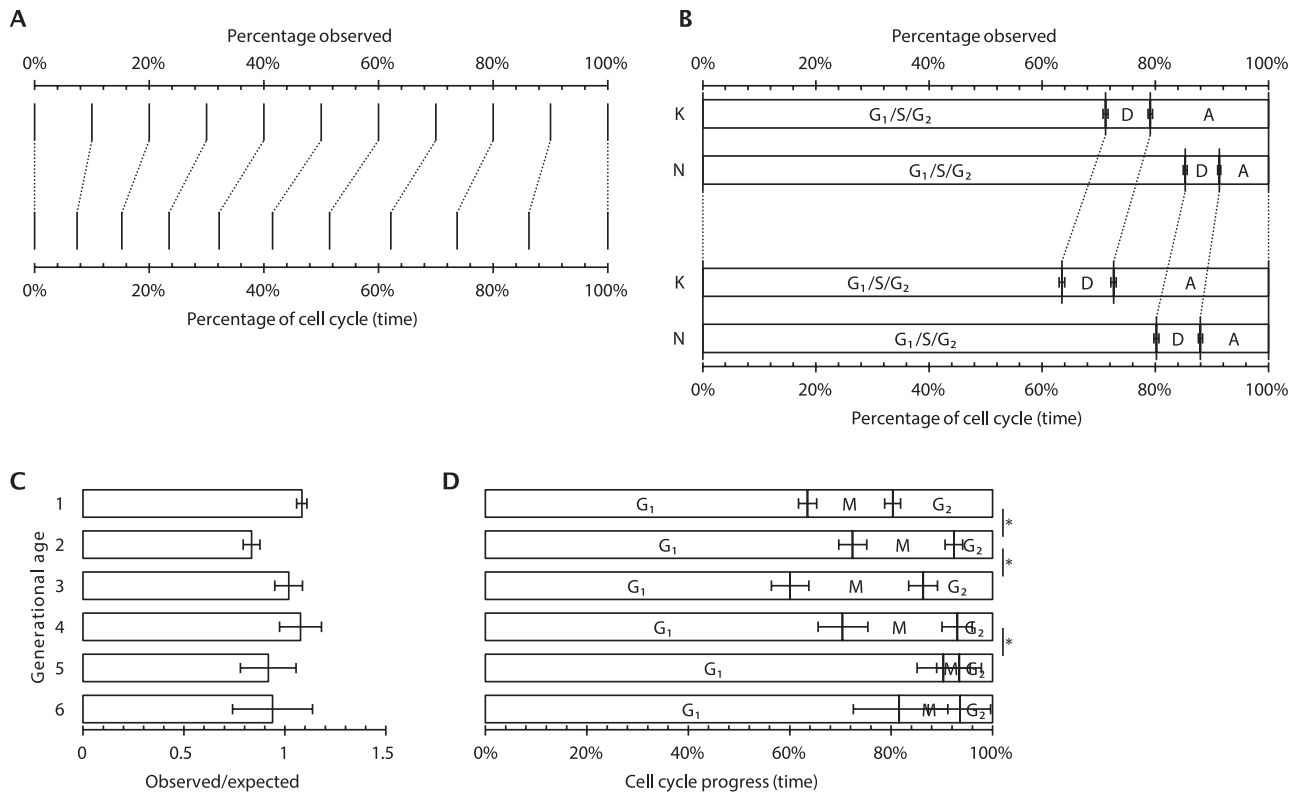 A
Percentage observed
0% 20% 40% 60% 80% 100%
0% 20% 40% 60% 80% 100%
Percentage of cell cycle (time)
B
Percentage observed
0% 20% 40% 60% 80% 100%
K G₁/S/G₂ D A
N G₁/S/G₂ D A
K G₁/S/G₂ D A
N G₁/S/G₂ D A
0% 20% 40% 60% 80% 100%
Percentage of cell cycle (time)
C
Generational age
1
2
3
4
5
6
0 0.5 1 1.5
Observed/expected
D
G₁ M G₂
*
G₁ M G₂
*
G₁ M G₂
G₁ M G₂
*
G₁ M G₂
G₁ M G₂
0% 20% 40% 60% 80% 100%
Cell cycle progress (time)